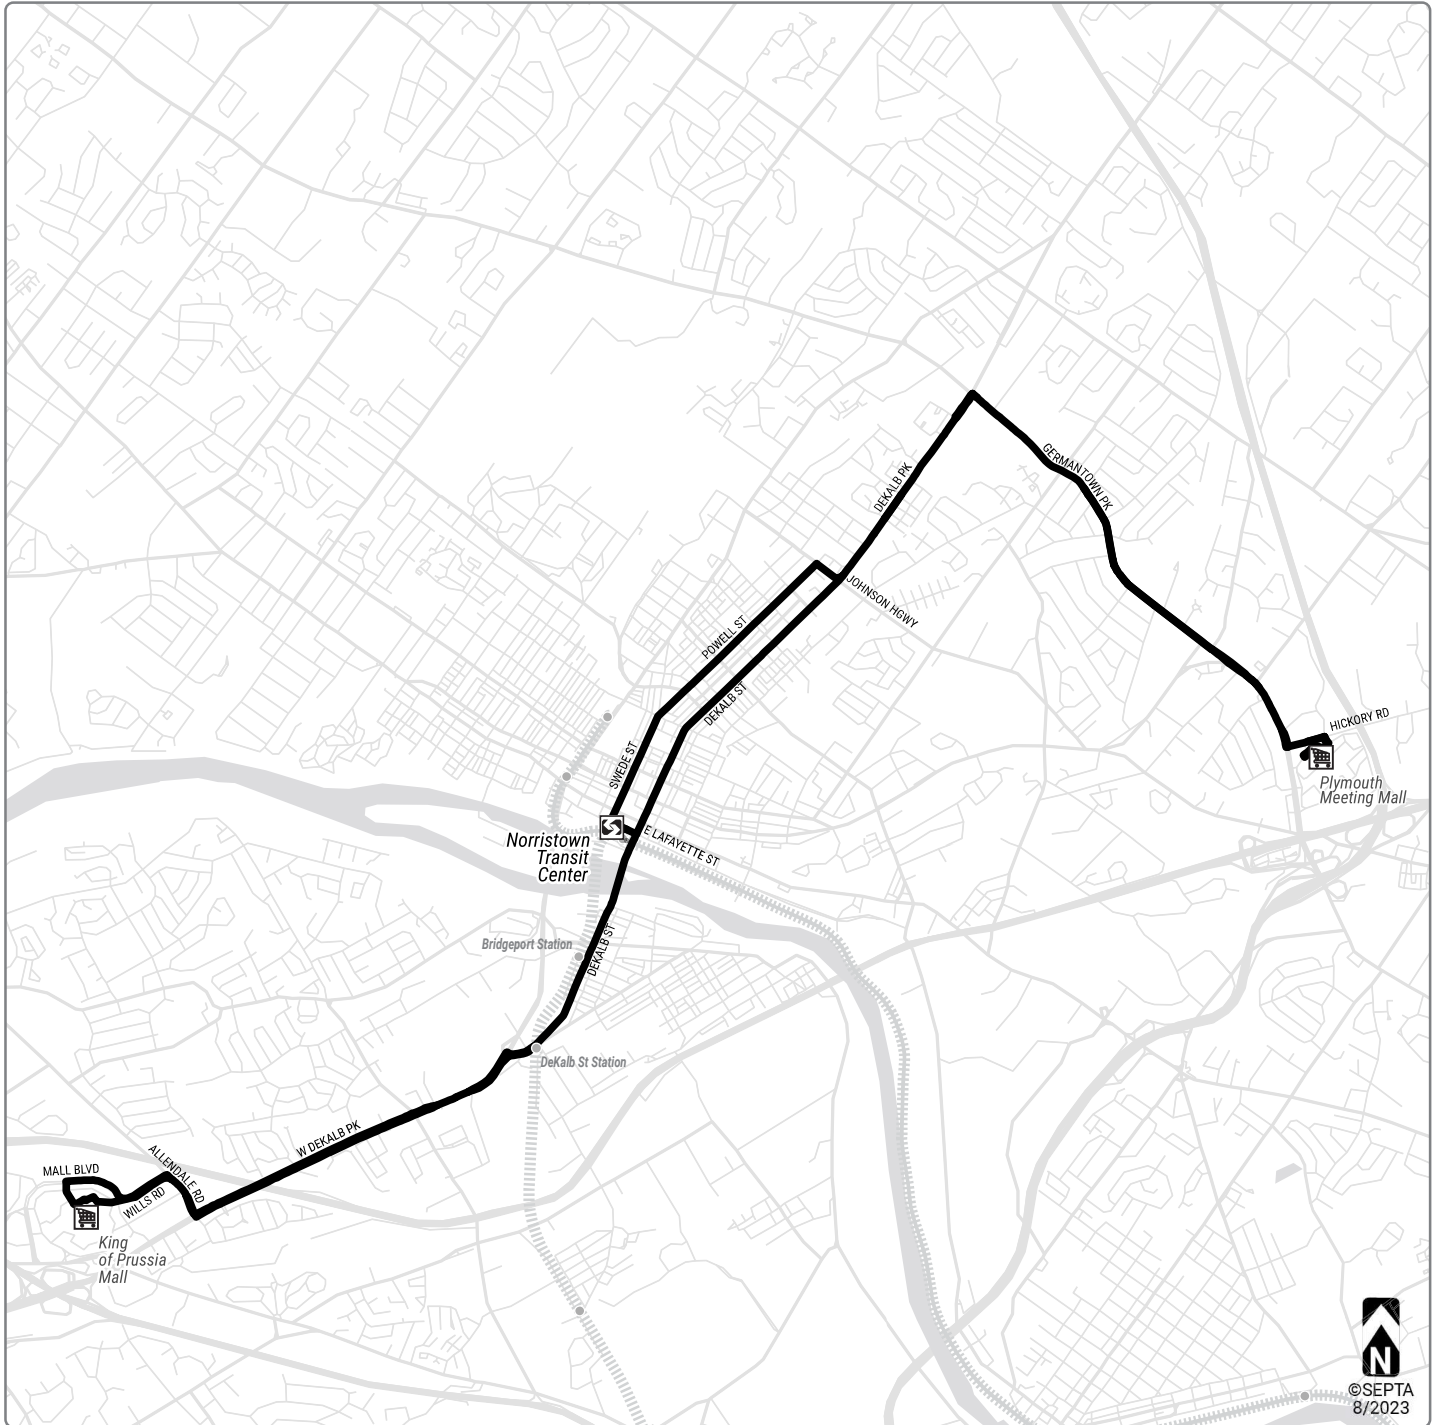 GERMANTOWN PK
DEKALB PK
JOHNSON HGWY
POWELL ST
DEKALB ST
HICKORY RD
SWEDE ST
Plymouth
Meeting Mall
E LAFAYETTE ST
Norristown
Transit
Center
DEKALB ST
Bridgeport Station
DeKalb St Station
W DEKALB PK
ALLENDALE RD
MALL BLVD
WILLS RD
King
of Prussia
Mall
N
©SEPTA
8/2023